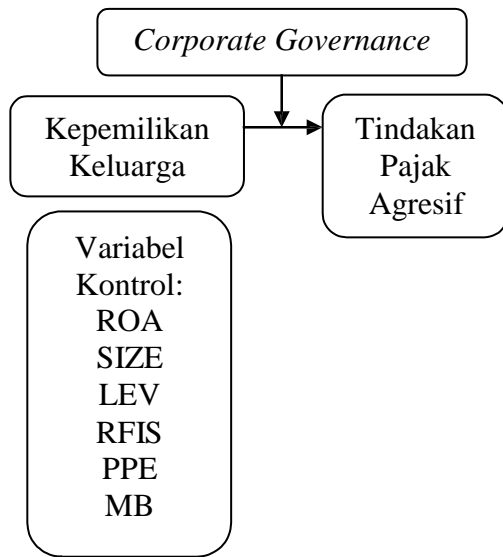 Corporate Governance
Kepemilikan
Keluarga
Tindakan
Pajak
Agresif
Variabel
Kontrol:
ROA
SIZE
LEV
RFIS
PPE
MB